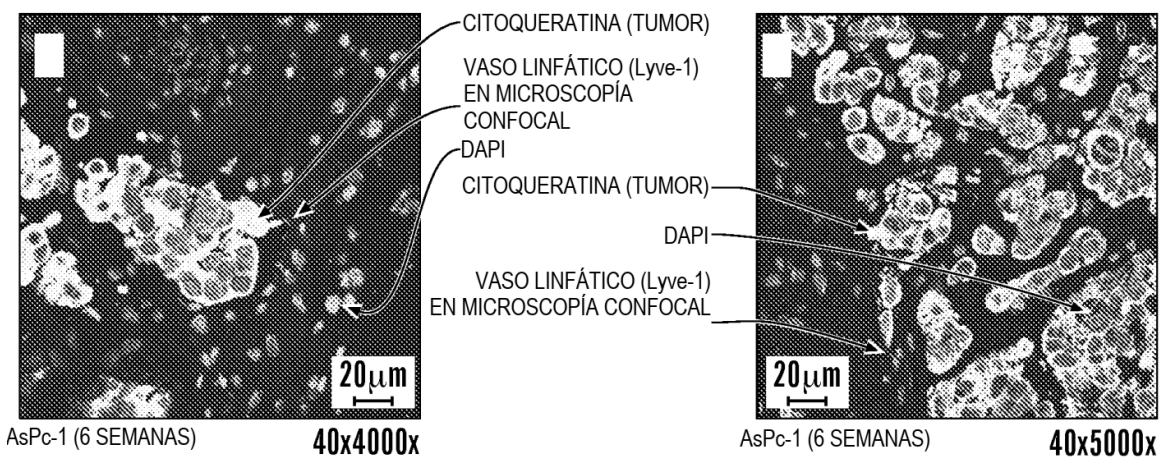 CITOQUERATINA (TUMOR)
VASO LINFÁTICO (Lyve-1)
EN MICROSCOPÍA
CONFOCAL
DAPI
CITOQUERATINA (TUMOR)
DAPI
VASO LINFÁTICO (Lyve-1)
EN MICROSCOPÍA CONFOCAL
20μm
20μm
AsPc-1 (6 SEMANAS)
40x4000x
AsPc-1 (6 SEMANAS)
40x5000x